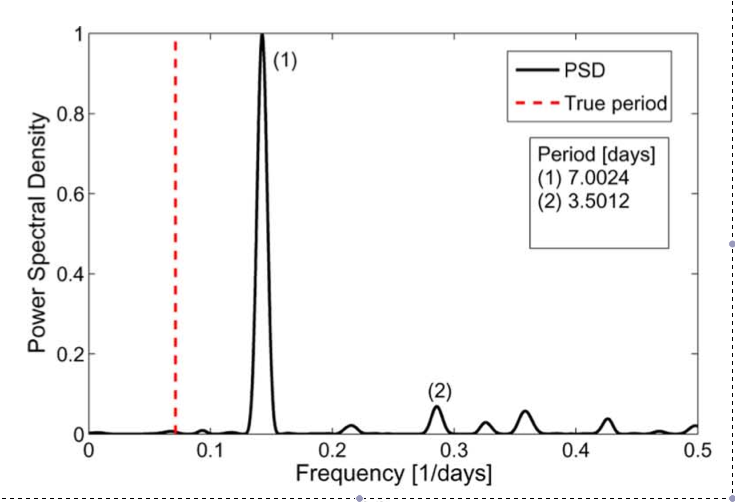 1
0.8
0.6
0.4
0.2
0
Power Spectral Density
(1)
(2)
PSD
True period
Period [days]
(1) 7.0024
(2) 3.5012
0 0.1 0.2 0.3 0.4 0.5
Frequency [1/days]